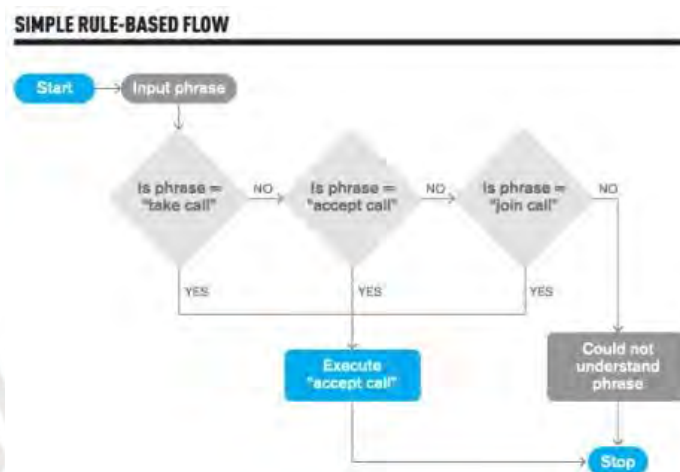 SIMPLE RULE-BASED FLOW
Start
Input phrase
Is phrase =
"take call"
NO
Is phrase =
"accept call"
NO
Is phrase =
"join call"
NO
YES
YES
YES
Execute
"accept call"
Could not
understand
phrase
Stop